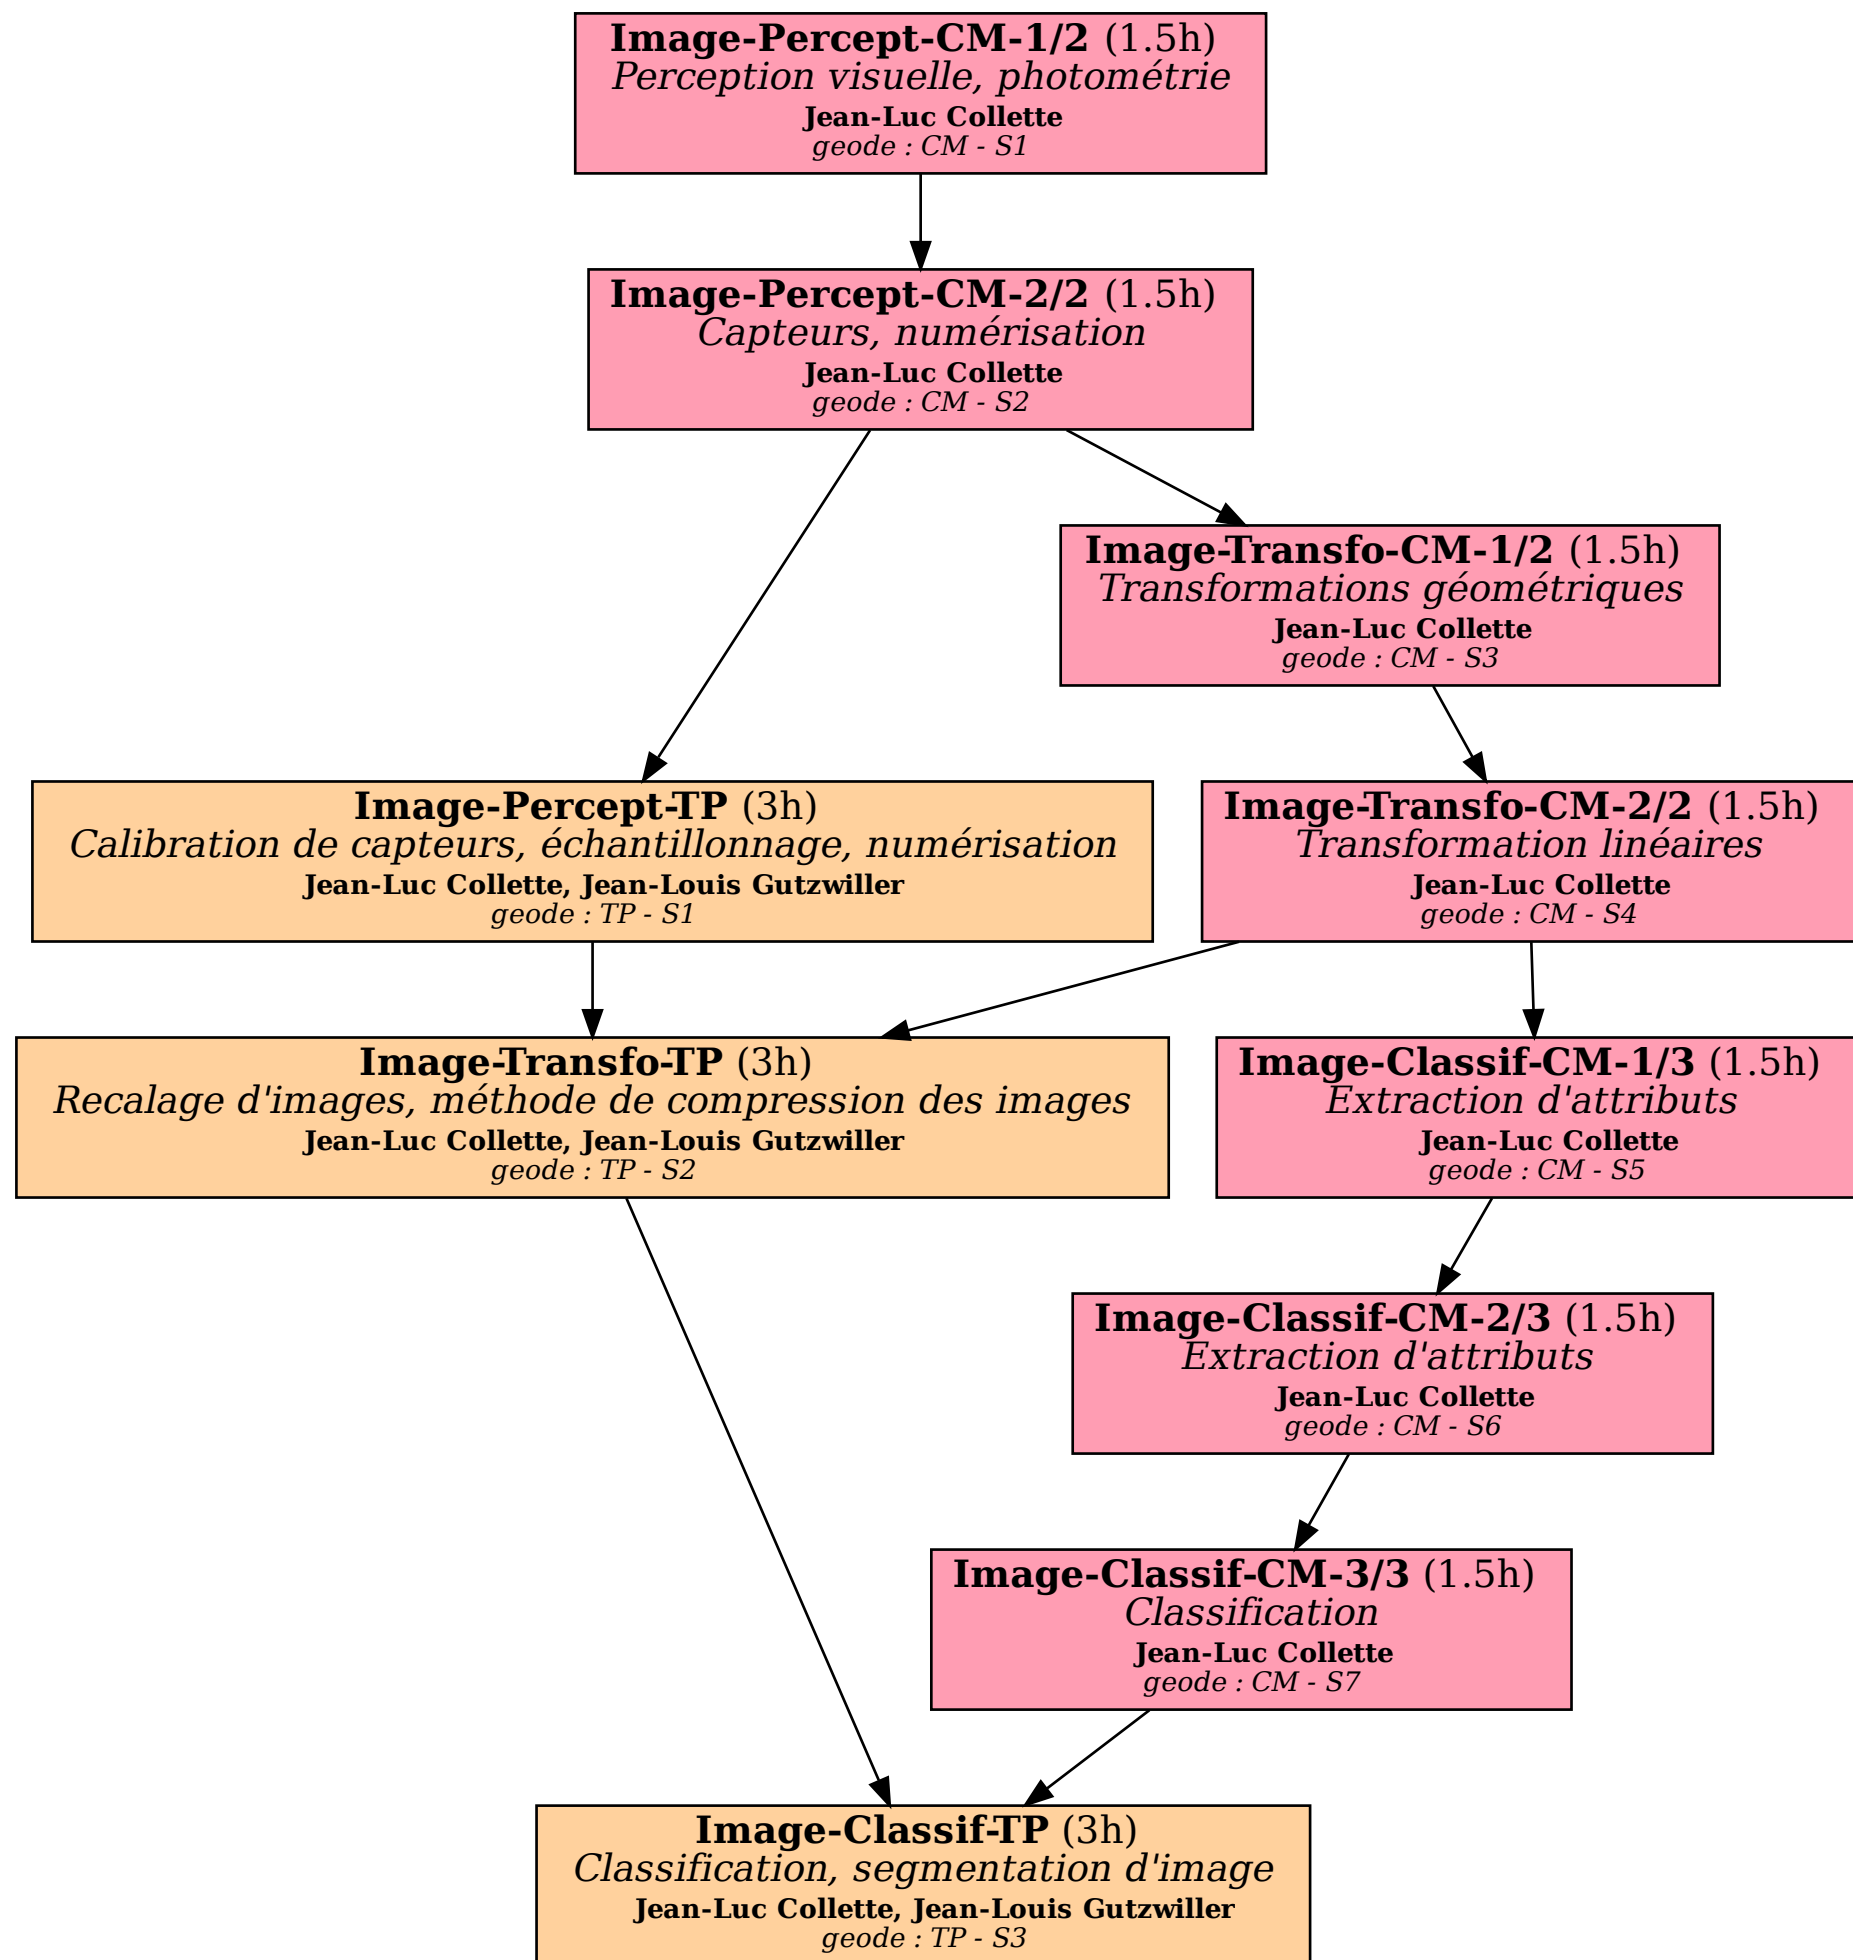 Image-Percept-CM-1/2 (1.5h)
Perception visuelle, photométrie
Jean-Luc Collette
geode : CM - S1
Image-Percept-CM-2/2 (1.5h)
Capteurs, numérisation
Jean-Luc Collette
geode : CM - S2
Image-Transfo-CM-1/2 (1.5h)
Transformations géométriques
Jean-Luc Collette
geode : CM - S3
Image-Percept-TP (3h)
Calibration de capteurs, échantillonnage, numérisation
Jean-Luc Collette, Jean-Louis Gutzwiller
geode : TP - S1
Image-Transfo-CM-2/2 (1.5h)
Transformation linéaires
Jean-Luc Collette
geode : CM - S4
Image-Transfo-TP (3h)
Recalage d'images, méthode de compression des images
Jean-Luc Collette, Jean-Louis Gutzwiller
geode : TP - S2
Image-Classif-CM-1/3 (1.5h)
Extraction d'attributs
Jean-Luc Collette
geode : CM - S5
Image-Classif-CM-2/3 (1.5h)
Extraction d'attributs
Jean-Luc Collette
geode : CM - S6
Image-Classif-CM-3/3 (1.5h)
Classification
Jean-Luc Collette
geode : CM - S7
Image-Classif-TP (3h)
Classification, segmentation d'image
Jean-Luc Collette, Jean-Louis Gutzwiller
geode : TP - S3